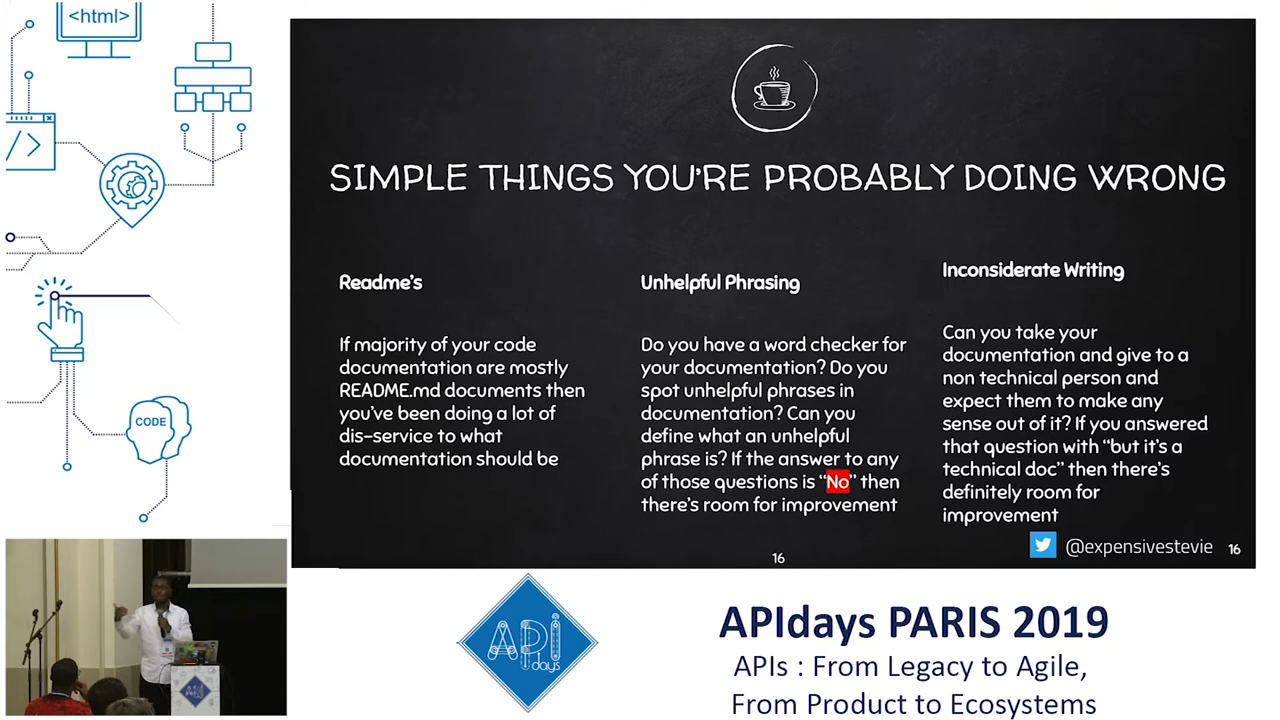 <html>
</>
CODE
SIMPLE THINGS YOU'RE PROBABLY DOING WRONG
Readme's
If majority of your code
documentation are mostly
README.md documents then
you've been doing a lot of
dis-service to what
documentation should be
Unhelpful Phrasing
Do you have a word checker for
your documentation? Do you
spot unhelpful phrases in
documentation? Can you
define what an unhelpful
phrase is? If the answer to any
of those questions is “No” then
there's room for improvement
Inconsiderate Writing
Can you take your
documentation and give to a
non technical person and
expect them to make any
sense out of it? If you answered
that question with “but it's a
technical doc” then there's
definitely room for
improvement
@expensivestevie 16
16
API
days
APIdays PARIS 2019
APIs : From Legacy to Agile,
From Product to Ecosystems